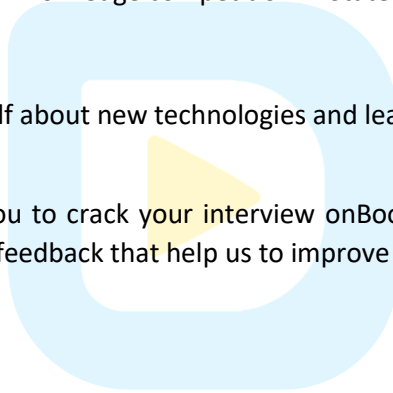 lf about new technologies and lea
ou to crack your interview onBoo
feedback that help us to improve